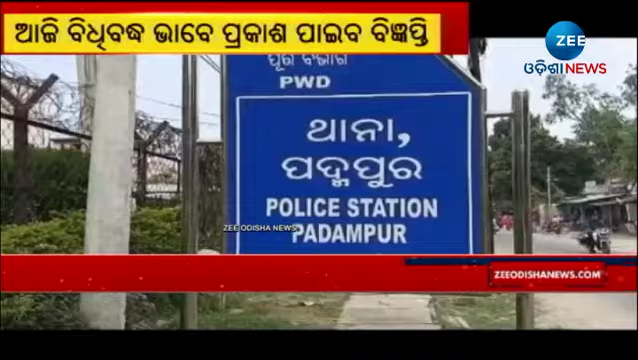 ଆଜି ବିଧିବଦ୍ଧ ଭାବେ ପ୍ରକାଶ ପାଇବ ବିଜ୍ଞପ୍ତି
ZEE
ଓଡ଼ିଶା NEWS
ପୂର୍ତ୍ତ ବିଭାଗ
PWD
ଥାନା,
ପଦ୍ମପୁର
POLICE STATION
PADAMPUR
ZEE ODISHA NEWS
ZEEODISHANEWS.COM